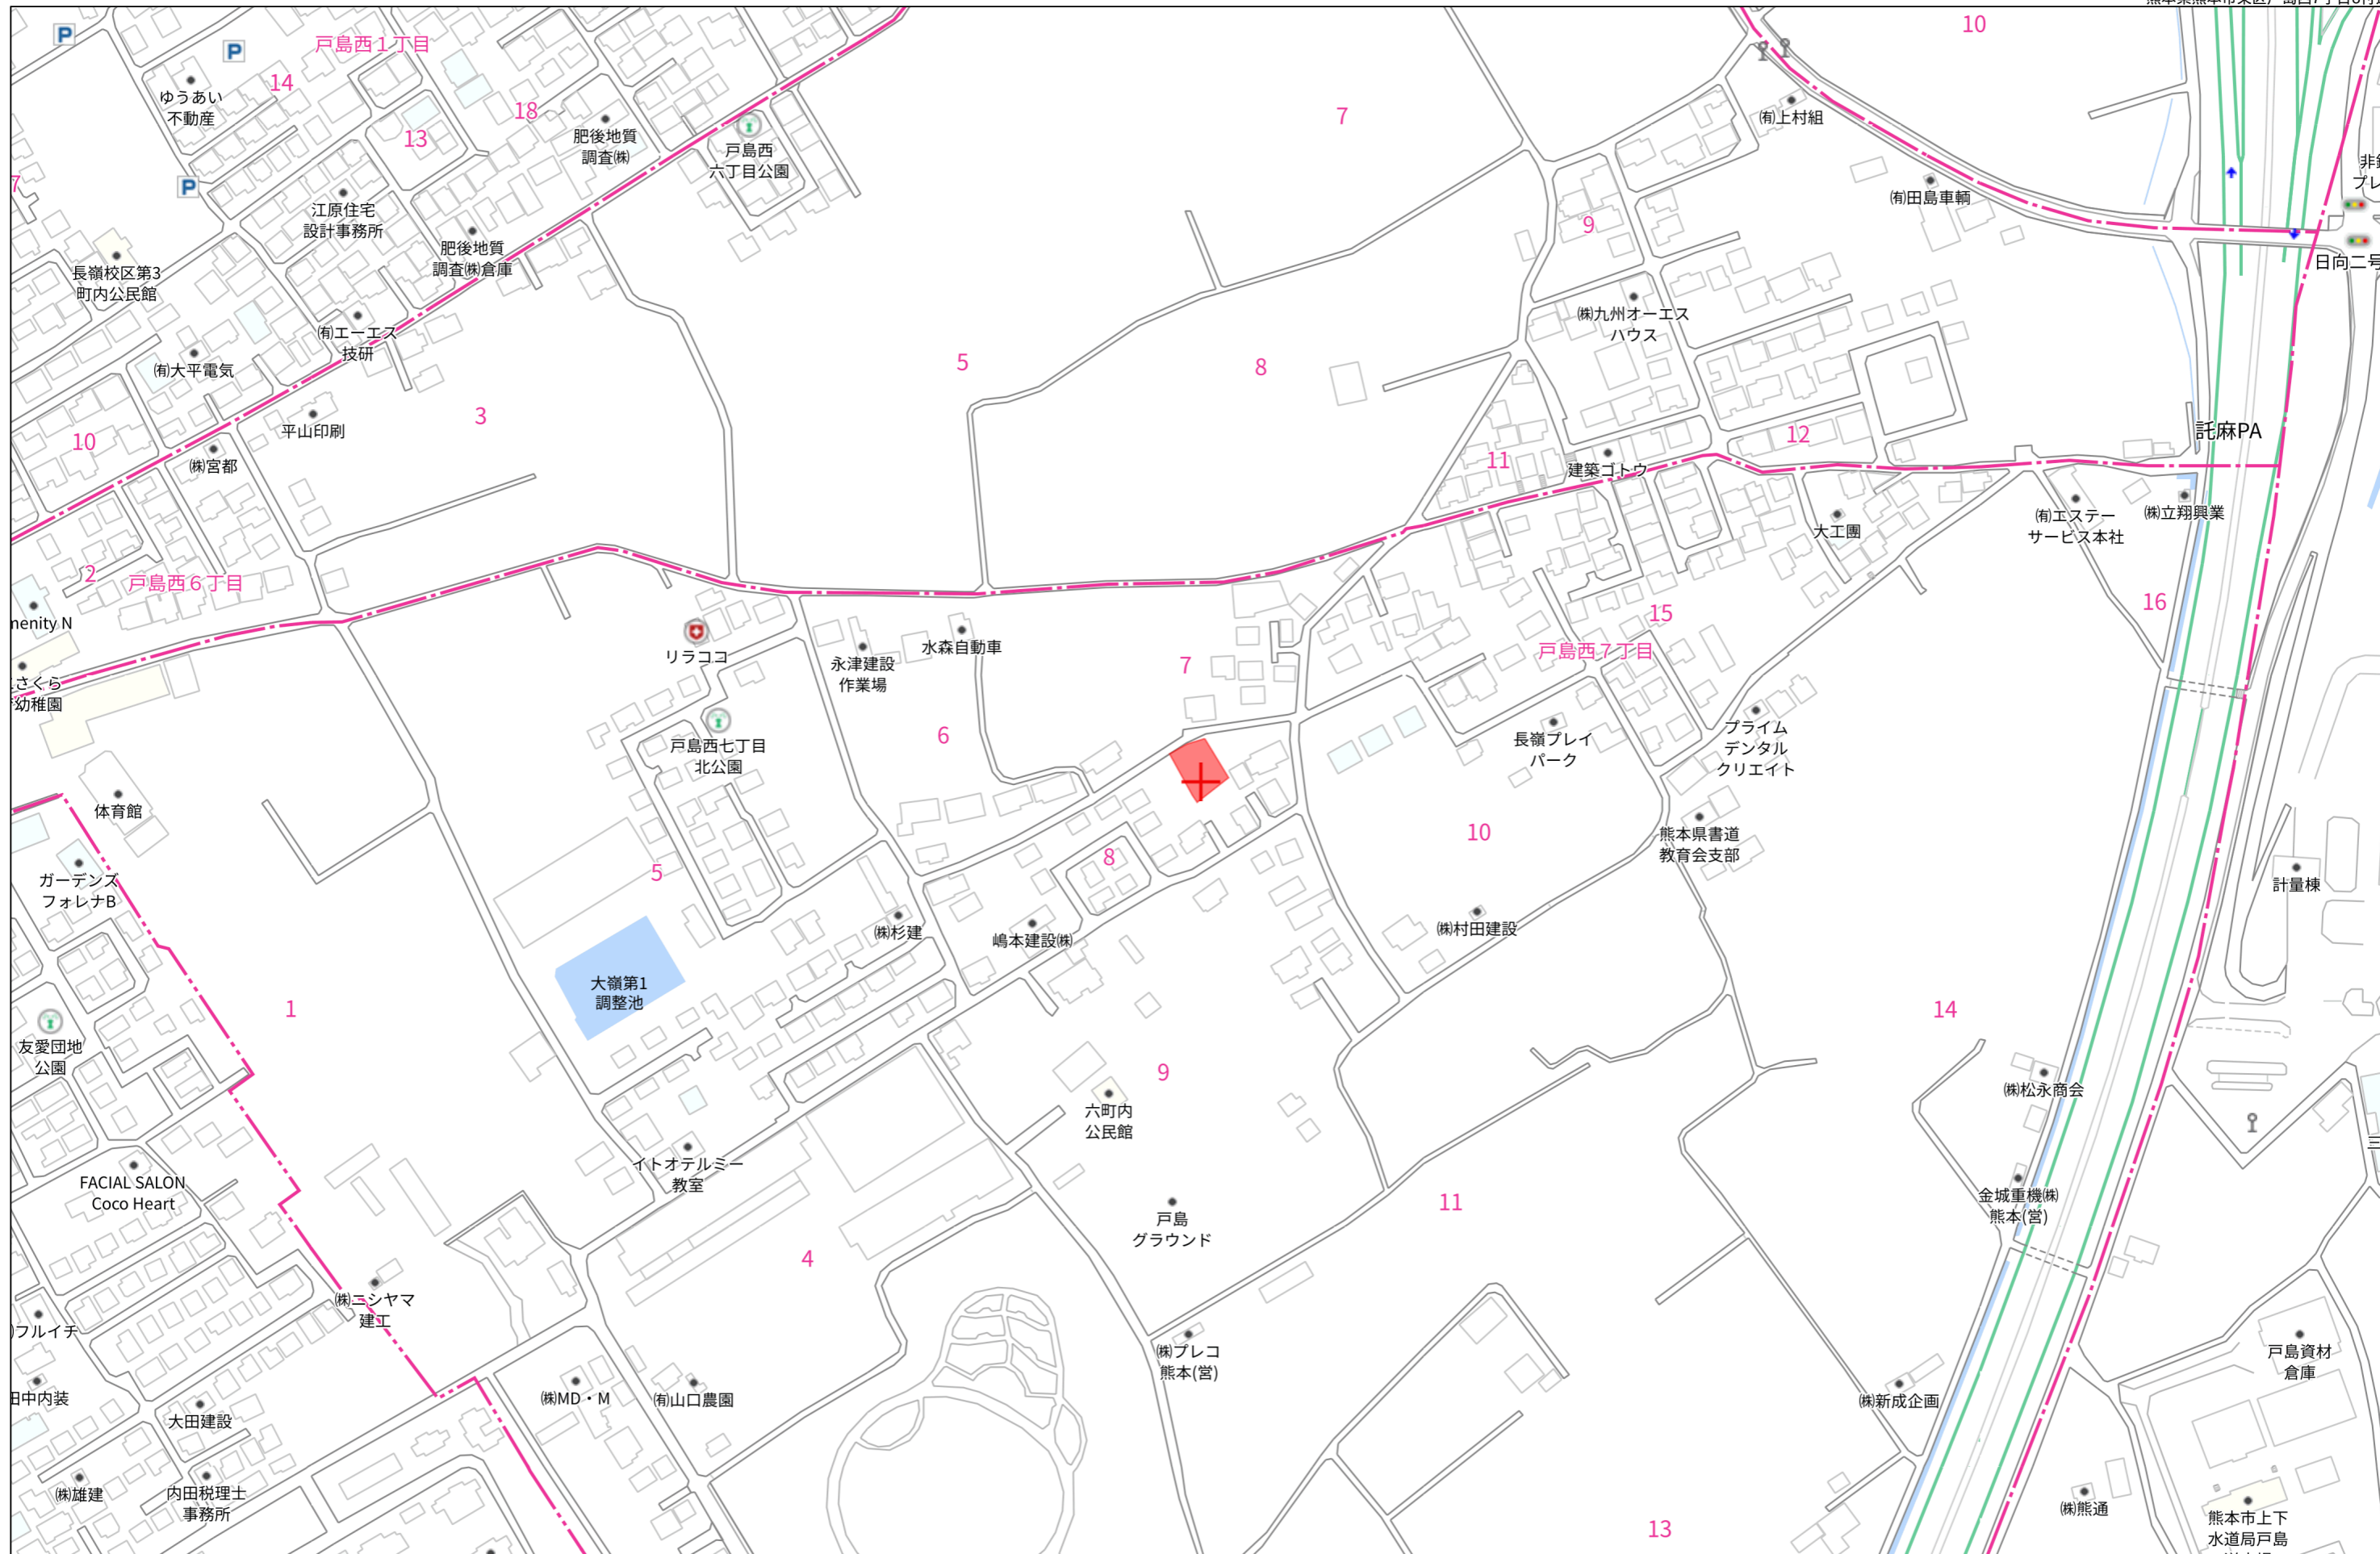 10
戸島西1丁目
14
18
13
ゆうあい
不動産
肥後地質
調査㈱
戸島西
六丁目公園
7
㈲上村組
7
江原住宅
設計事務所
㈲田島車輌
9
肥後地質
調査㈱倉庫
日向二号
長嶺校区第3
町内公民館
㈱九州オーエス
ハウス
㈲エーエス
技研
㈲大平電気
5
8
3
平山印刷
10
㈱宮都
12
託麻PA
11
建築ゴトウ
㈲エステー
サービス本社
㈱立翔興業
大工園
2
戸島西6丁目
16
15
menity N
リラココ
永津建設
作業場
水森自動車
7
戸島西7丁目
さくら
幼稚園
戸島西七丁目
北公園
6
長嶺プレイ
パーク
プライム
デンタル
クリエイト
体育館
10
熊本県書道
教育会支部
8
5
ガーデンズ
フォレナB
計量棟
㈱杉建
嶋本建設㈱
㈱村田建設
大嶺第1
調整池
1
14
友愛団地
公園
9
㈱松永商会
六町内
公民館
イトオテルミー
教室
FACIAL SALON
Coco Heart
11
金城重機㈱
熊本(営)
戸島
グラウンド
4
㈱ニシヤマ
建工
フルイチ
㈱プレコ
熊本(営)
戸島資材
倉庫
田中内装
㈱MD・M
㈲山口農園
㈱新成企画
大田建設
㈱雄建
内田税理士
事務所
㈱熊通
13
熊本市上下
水道局戸島